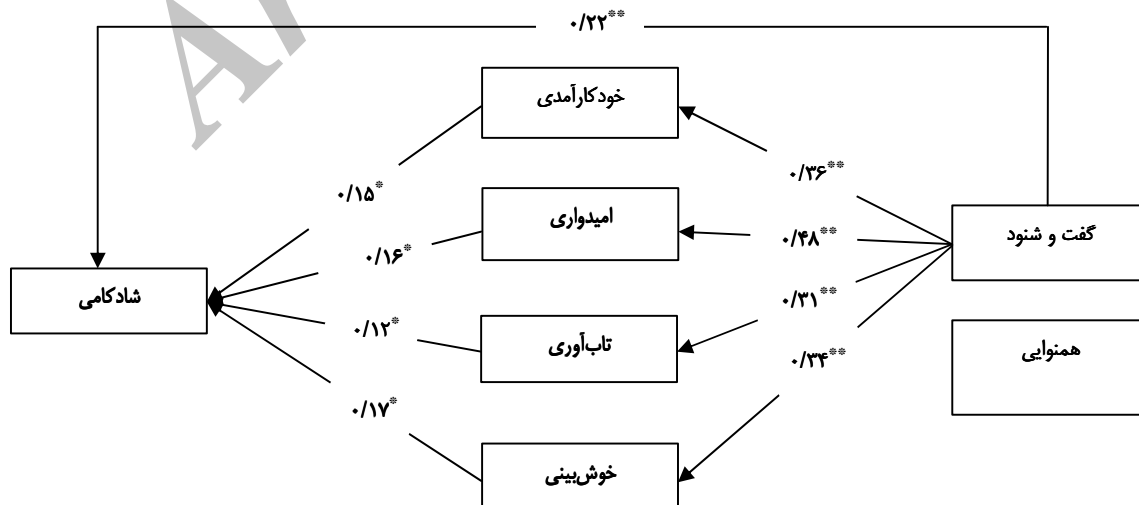 ۰/۲۲**
خودکارآمدی
۰/۳۶**
۰/۱۵*
امیدواری
گفت و شنود
۰/۴۸**
۰/۱۶*
شادکامی
۰/۳۱**
۰/۱۲*
تاب‌آوری
همنوایی
۰/۳۴**
۰/۱۷*
خوش‌بینی